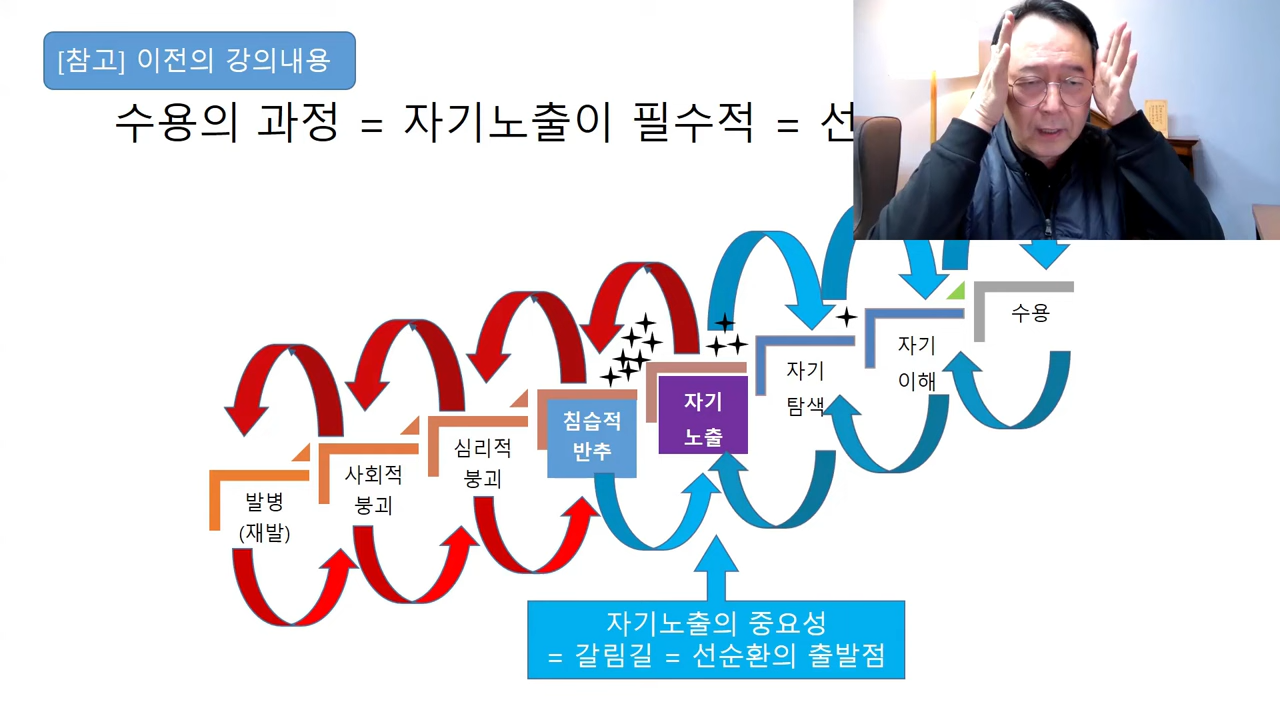 [참고] 이전의 강의내용
수용의 과정 = 자기노출이 필수적 = 선
발병
(재발)
사회적
붕괴
심리적
붕괴
침습적
반추
자기
노출
자기
탐색
자기
이해
수용
자기노출의 중요성
= 갈림길 = 선순환의 출발점